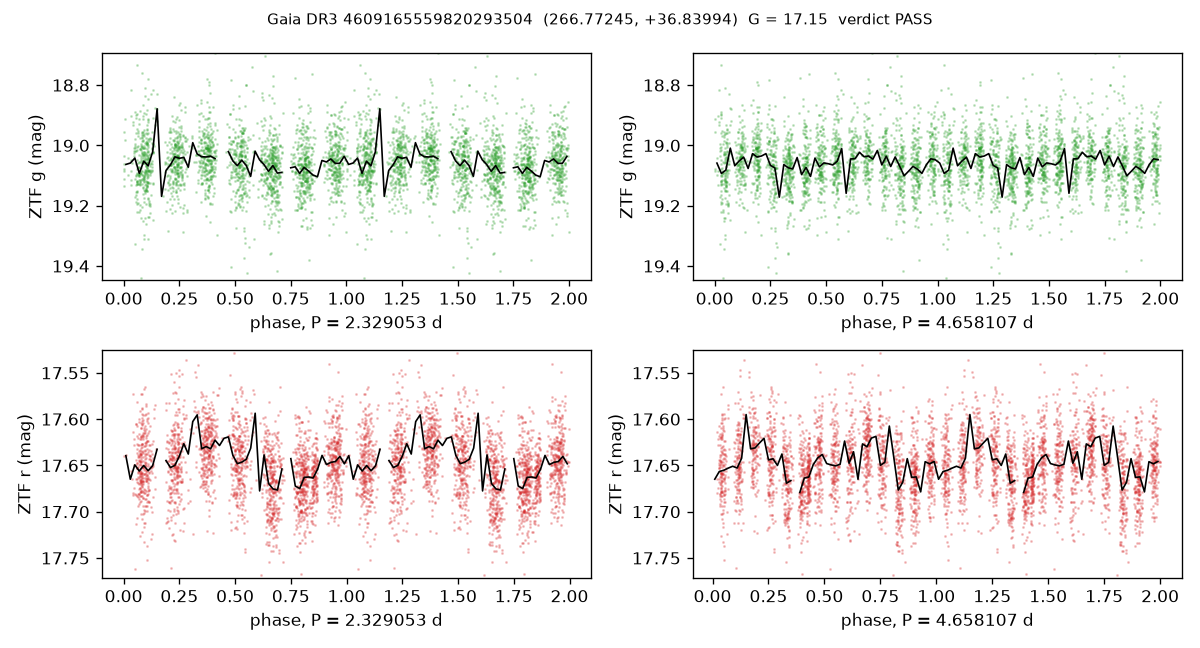 Gaia DR3 4609165559820293504 (266.77245, +36.83994) G = 17.15 verdict PASS
ZTF g (mag)
18.8
19.0
19.2
19.4
0.00 0.25 0.50 0.75 1.00 1.25 1.50 1.75 2.00
phase, P = 2.329053 d
ZTF g (mag)
18.8
19.0
19.2
19.4
0.00 0.25 0.50 0.75 1.00 1.25 1.50 1.75 2.00
phase, P = 4.658107 d
ZTF r (mag)
17.55
17.60
17.65
17.70
17.75
0.00 0.25 0.50 0.75 1.00 1.25 1.50 1.75 2.00
phase, P = 2.329053 d
ZTF r (mag)
17.55
17.60
17.65
17.70
17.75
0.00 0.25 0.50 0.75 1.00 1.25 1.50 1.75 2.00
phase, P = 4.658107 d